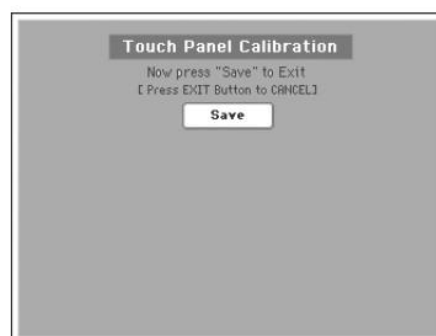 Touch Panel Calibration
Now press "Save" to Exit
[ Press EXIT Button to CANCEL]
Save